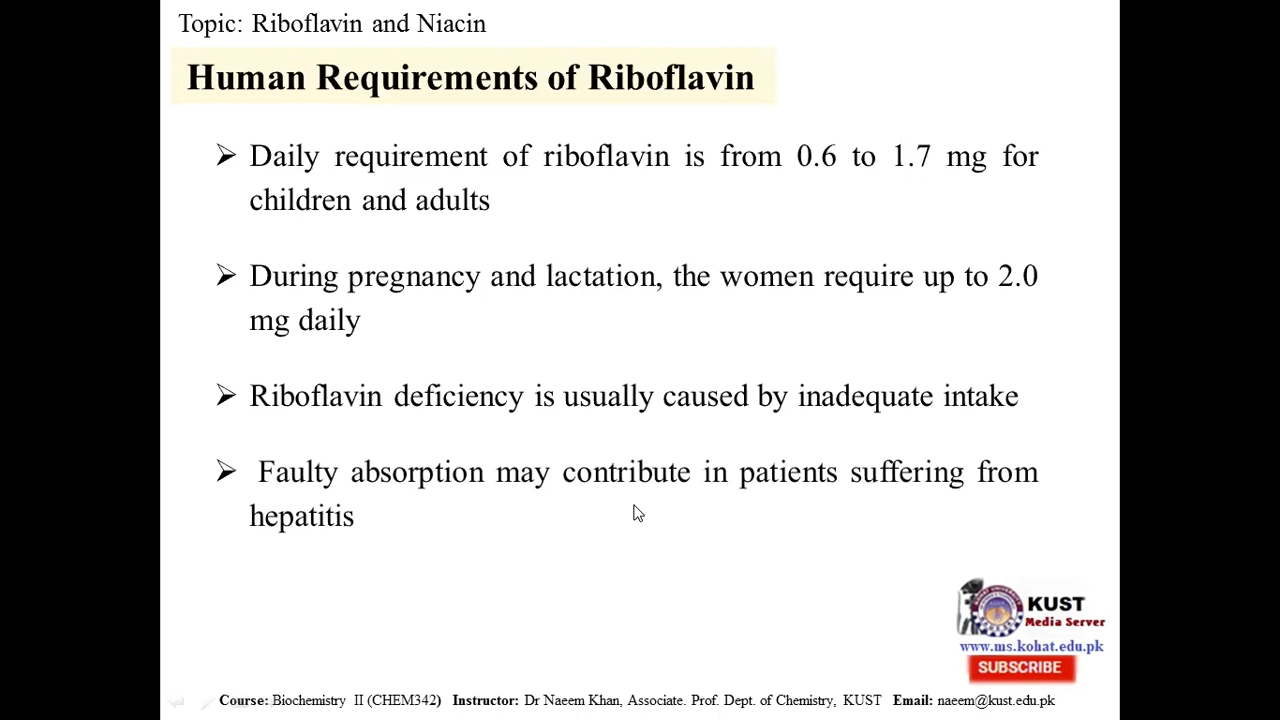 Topic: Riboflavin and Niacin
Human Requirements of Riboflavin
➢ Daily requirement of riboflavin is from 0.6 to 1.7 mg for
children and adults
➢ During pregnancy and lactation, the women require up to 2.0
mg daily
➢ Riboflavin deficiency is usually caused by inadequate intake
➢ Faulty absorption may contribute in patients suffering from
hepatitis
KUST
Media Server
www.ms.kohat.edu.pk
SUBSCRIBE
Course: Biochemistry II (CHEM342) Instructor: Dr Naeem Khan, Associate. Prof. Dept. of Chemistry, KUST Email: naeem@kust.edu.pk